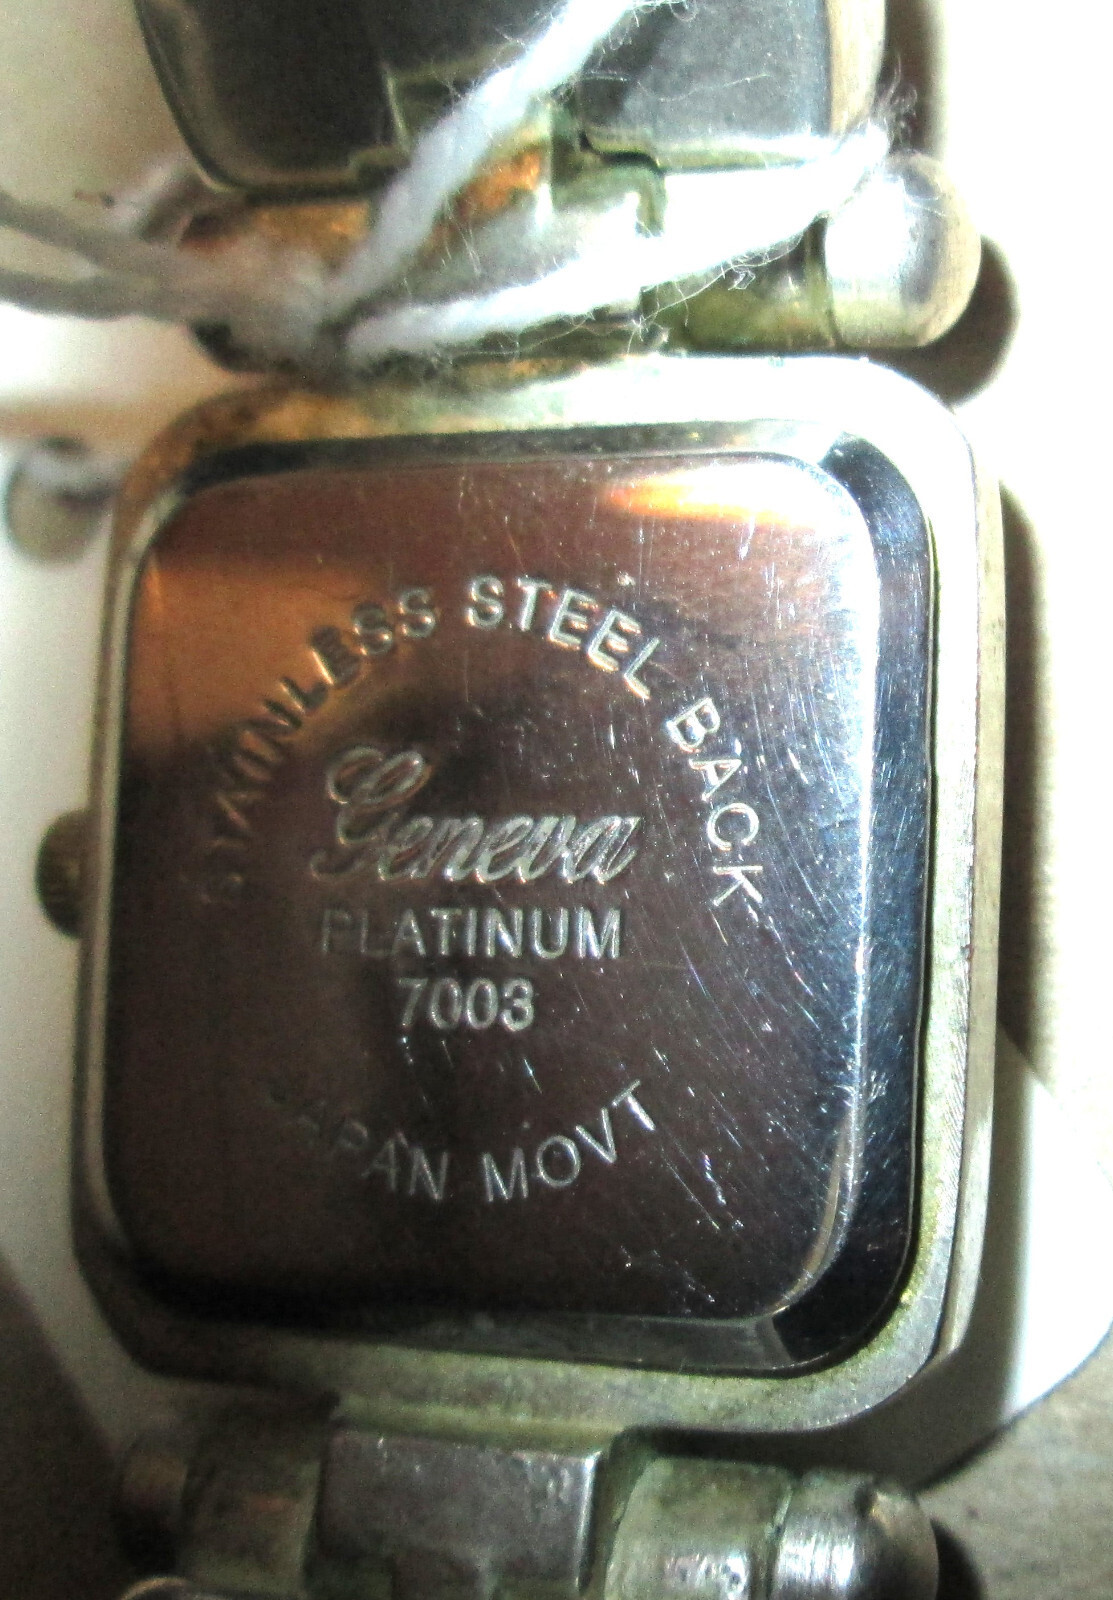 STAINLESS STEEL BACK
Geneva
PLATINUM
7003
JAPAN MOVT